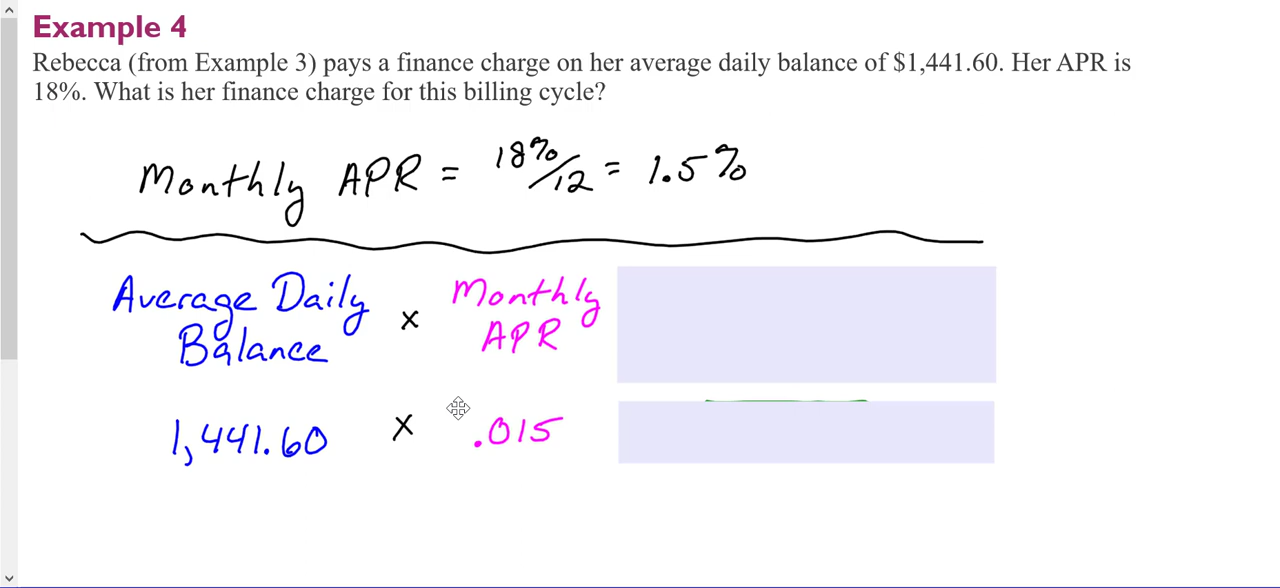 Example 4
Rebecca (from Example 3) pays a finance charge on her average daily balance of $1,441.60. Her APR is
18%. What is her finance charge for this billing cycle?
Monthly APR = 18%/12 = 1.5%
Average Daily Balance × Monthly APR
1,441.60 × .015